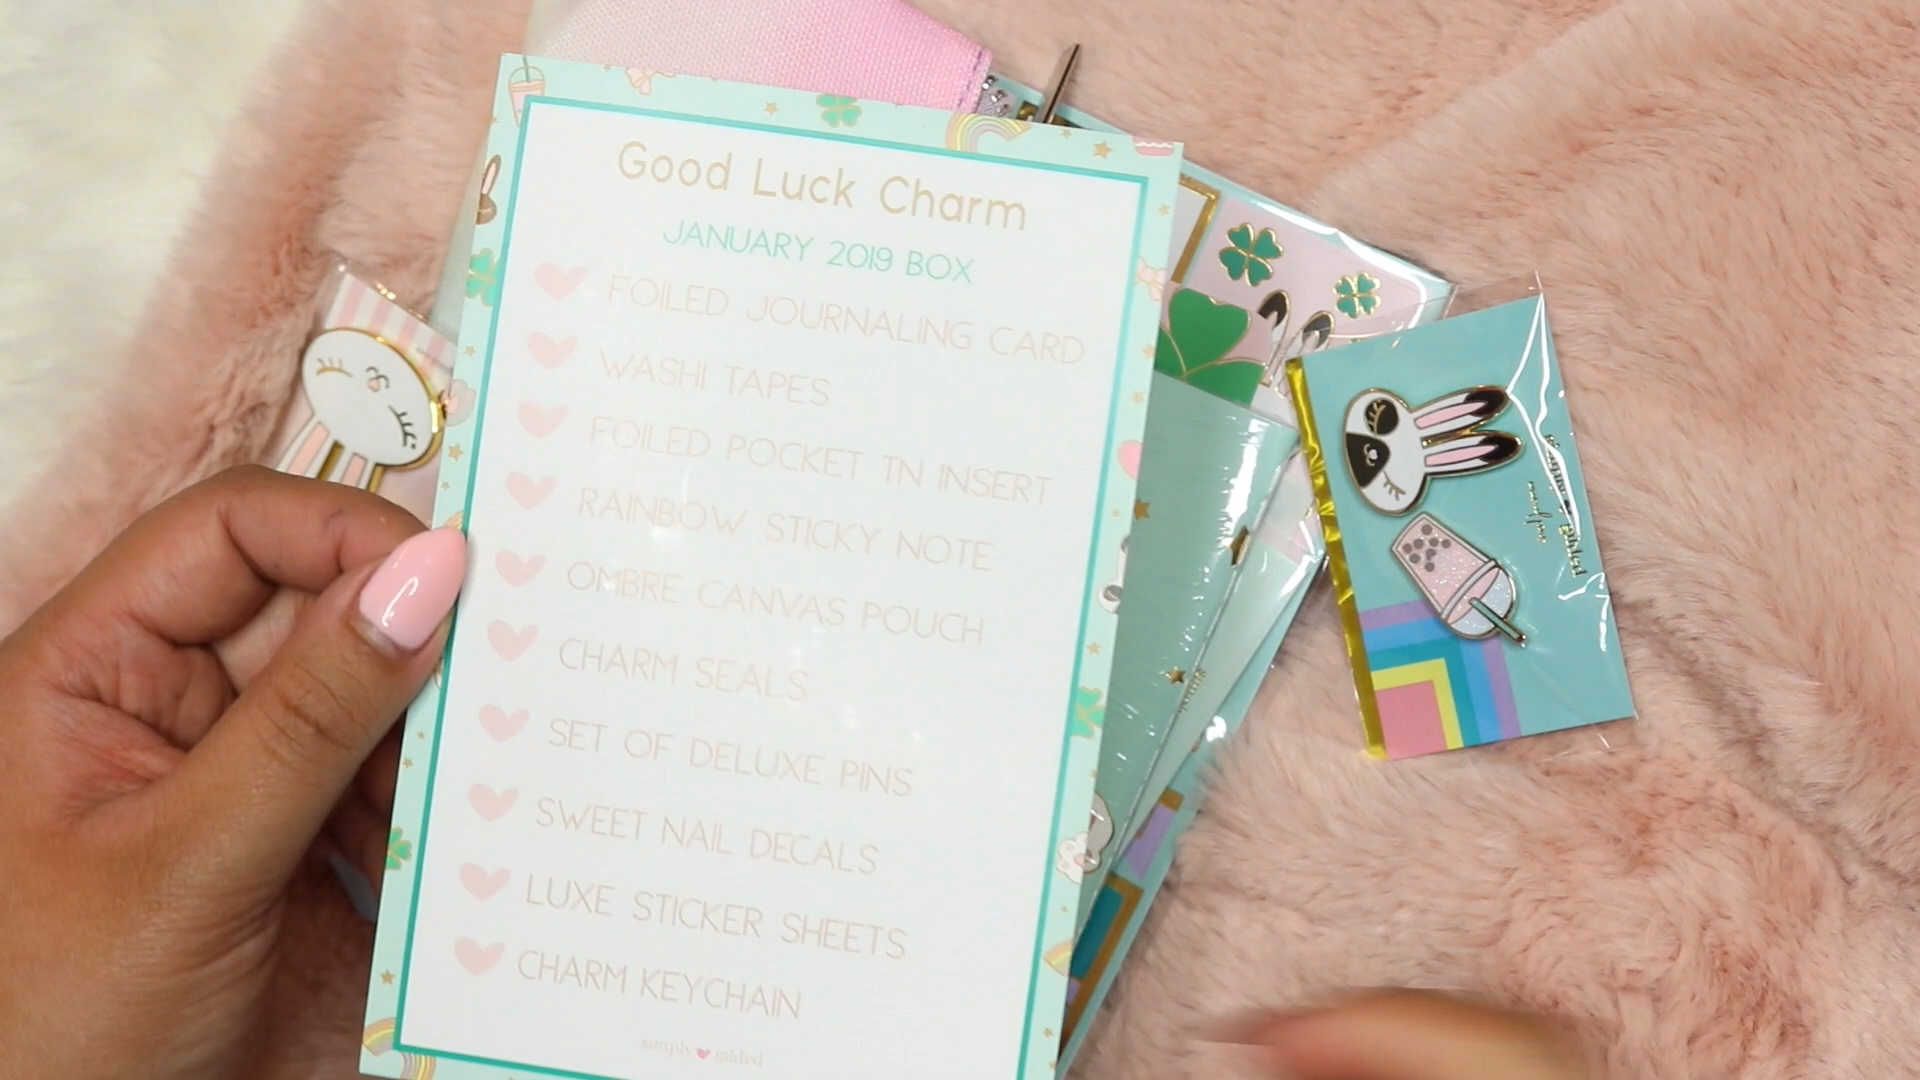 Good Luck Charm
JANUARY 2019 BOX
FOILED JOURNALING CARD
WASHI TAPES
FOILED POCKET TN INSERT
RAINBOW STICKY NOTE
OMBRE CANVAS POUCH
CHARM SEALS
SET OF DELUXE PINS
SWEET NAIL DECALS
LUXE STICKER SHEETS
CHARM KEYCHAIN
simply gilded
gilded